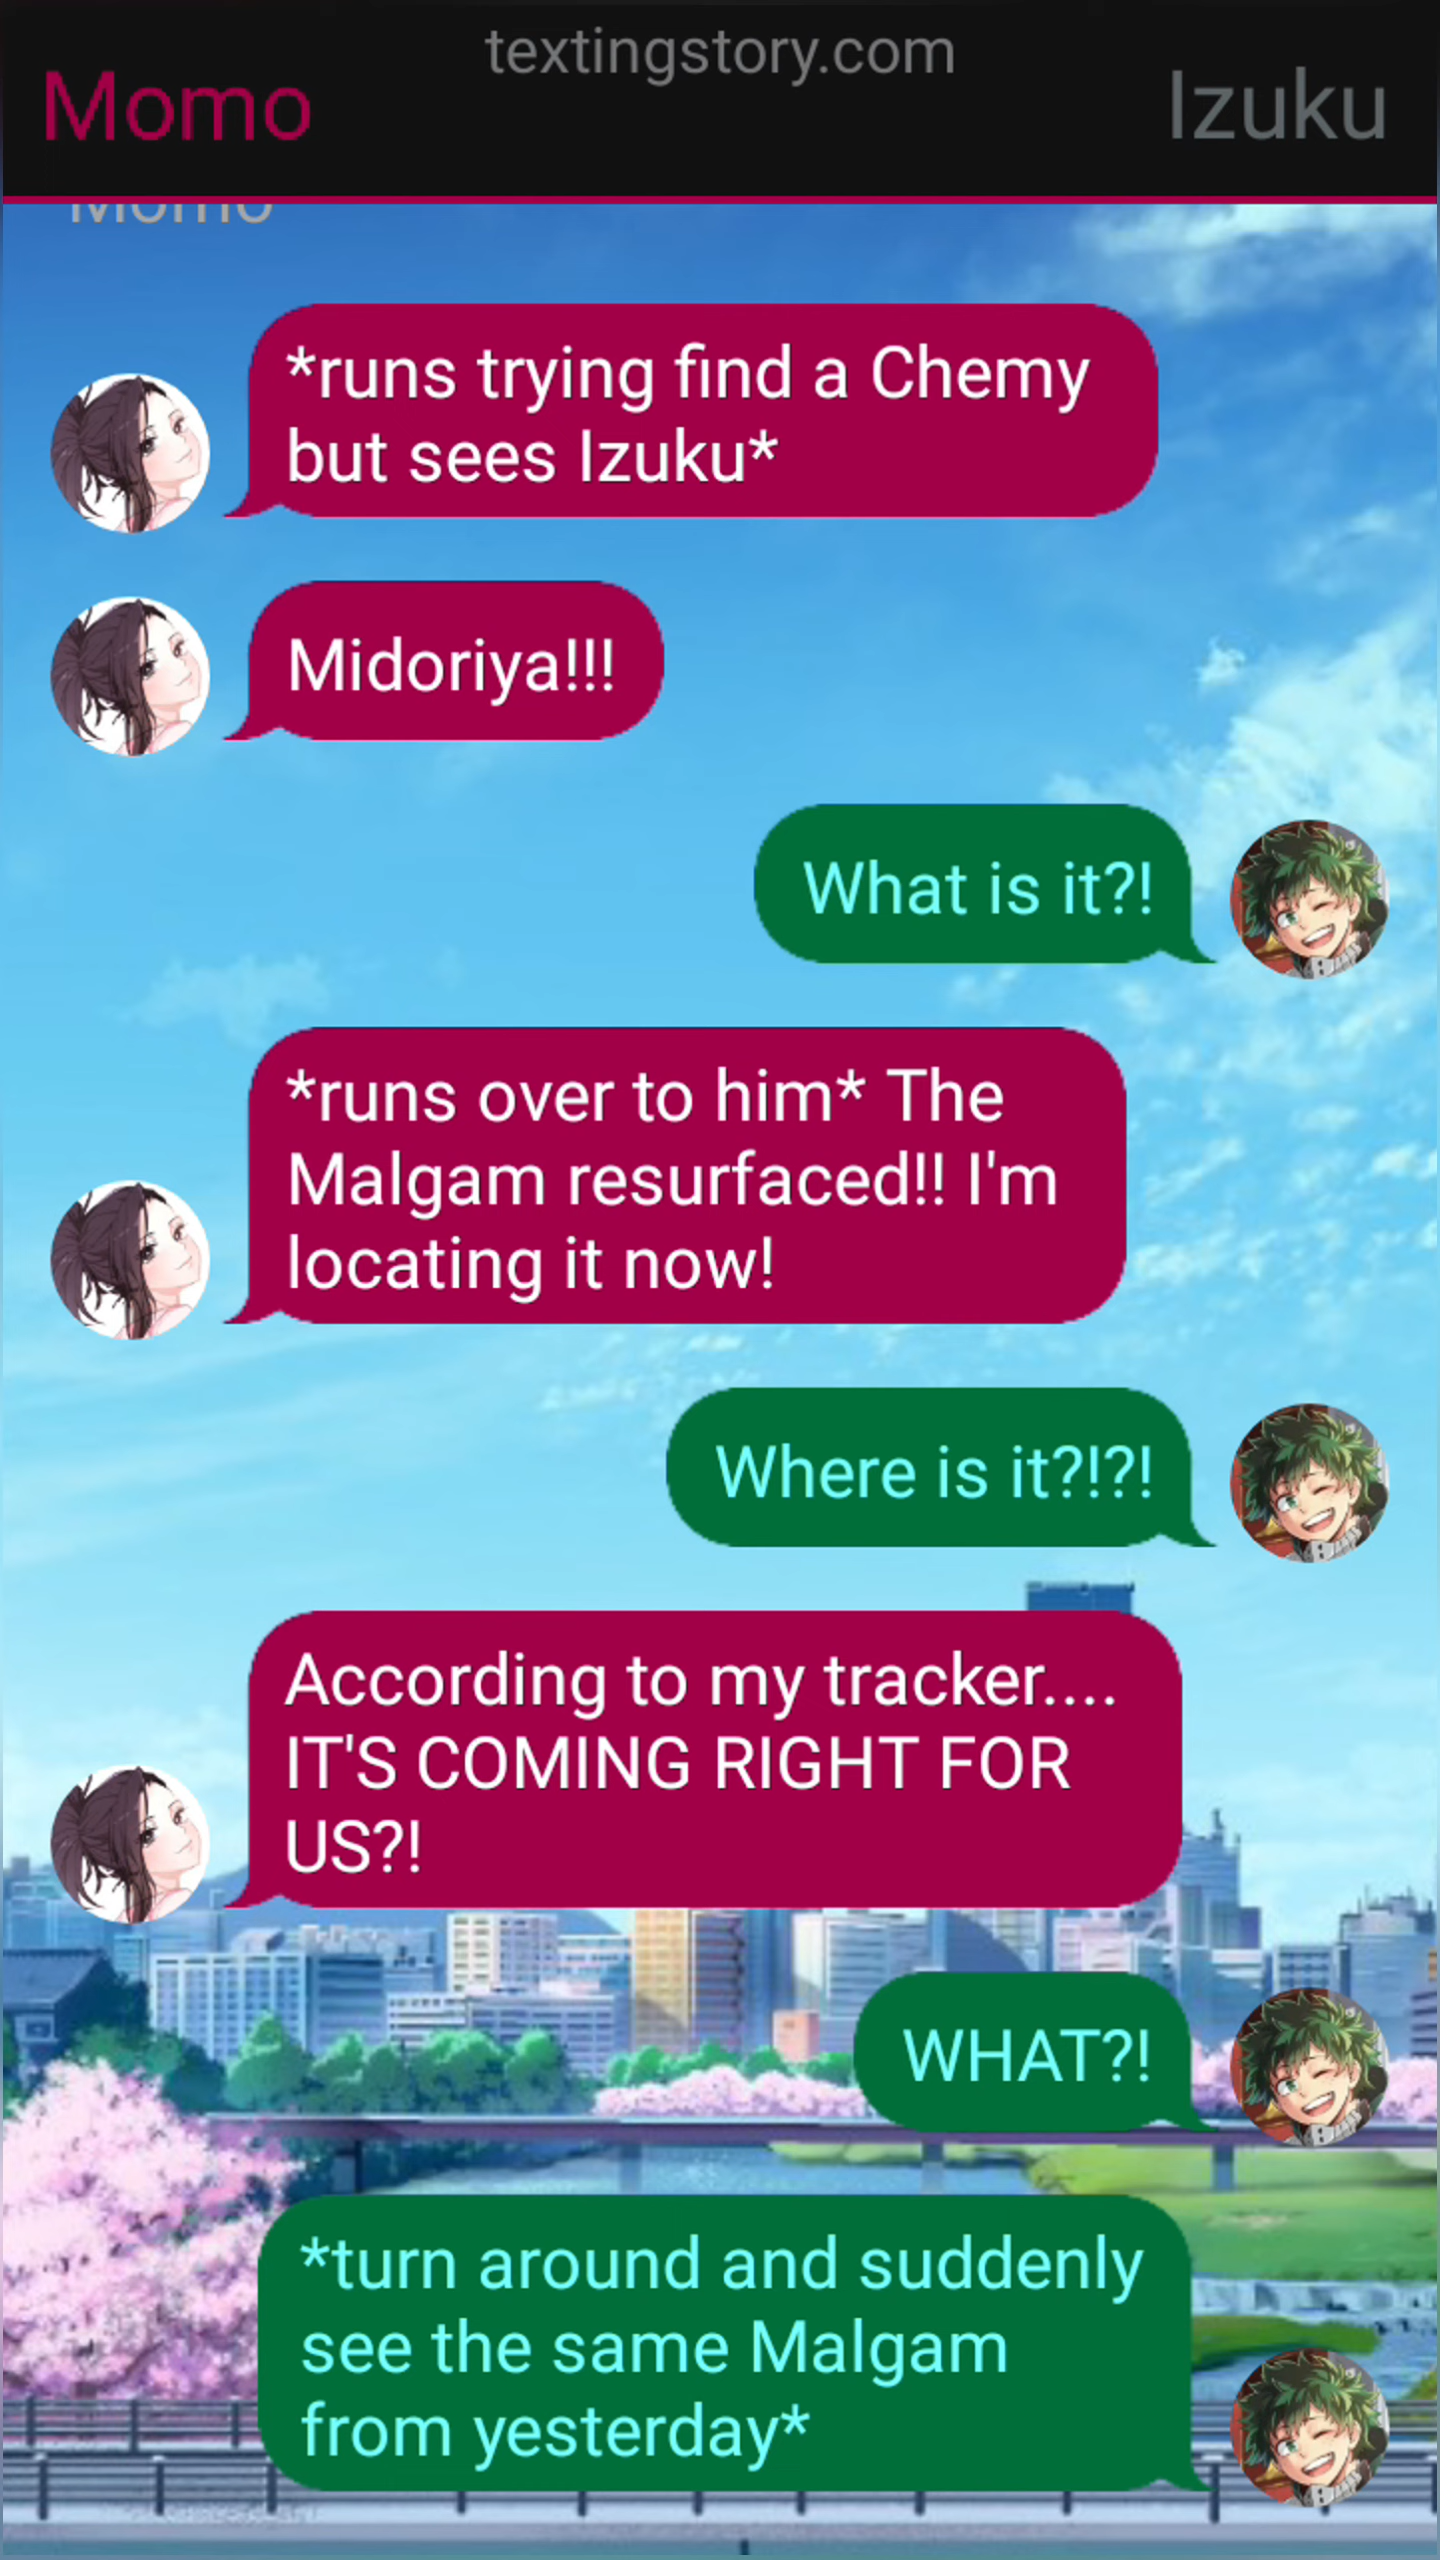 textingstory.com
Momo
Izuku
Momo
*runs trying find a Chemy
but sees Izuku*
Midoriya!!!
What is it?!
*runs over to him* The
Malgam resurfaced!! I'm
locating it now!
Where is it?!?!
According to my tracker....
IT'S COMING RIGHT FOR
US?!
WHAT?!
*turn around and suddenly
see the same Malgam
from yesterday*